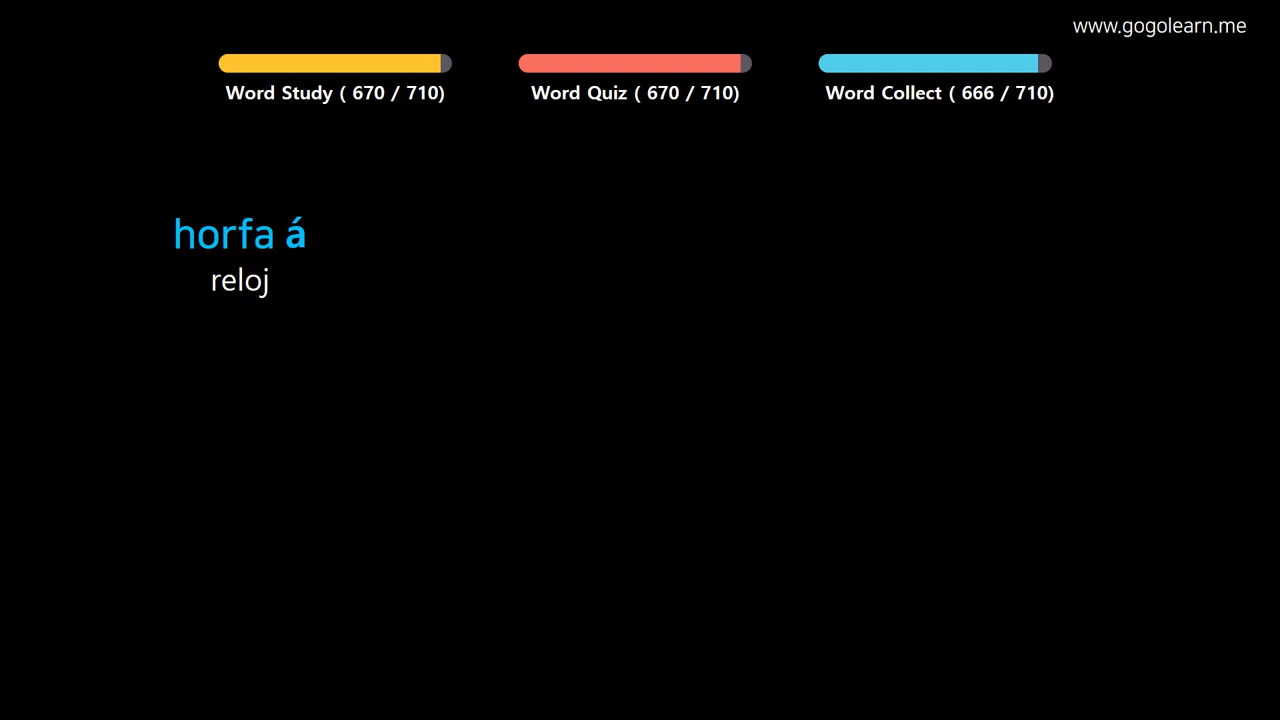 www.gogolearn.me
Word Study ( 670 / 710)
Word Quiz ( 670 / 710)
Word Collect ( 666 / 710)
horfa á
reloj